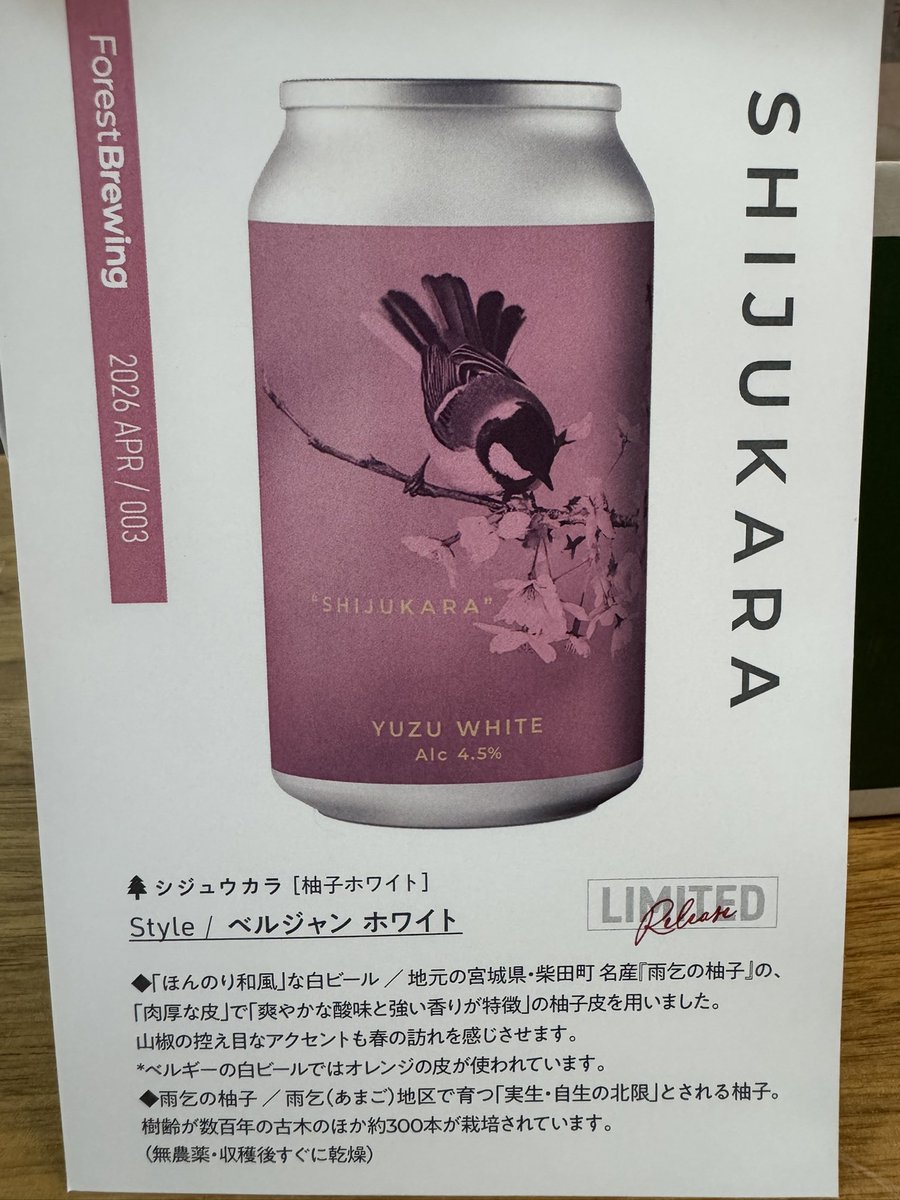 ForestBrewing 2026 APR / 003
SHIJUKARA
"SHIJUKARA"
YUZU WHITE
Alc 4.5%
シジュウカラ [柚子ホワイト]
Style / ベルジャン ホワイト
LIMITED
Release
◆「ほんのり和風」な白ビール ／ 地元の宮城県・柴田町 名産『雨乞の柚子』の、
「肉厚な皮」で「爽やかな酸味と強い香りが特徴」の柚子皮を用いました。
山椒の控え目なアクセントも春の訪れを感じさせます。
*ベルギーの白ビールではオレンジの皮が使われています。
◆雨乞の柚子 ／ 雨乞(あまご)地区で育つ「実生・自生の北限」とされる柚子。
樹齢が数百年の古木のほか約300本が栽培されています。
(無農薬・収穫後すぐに乾燥)